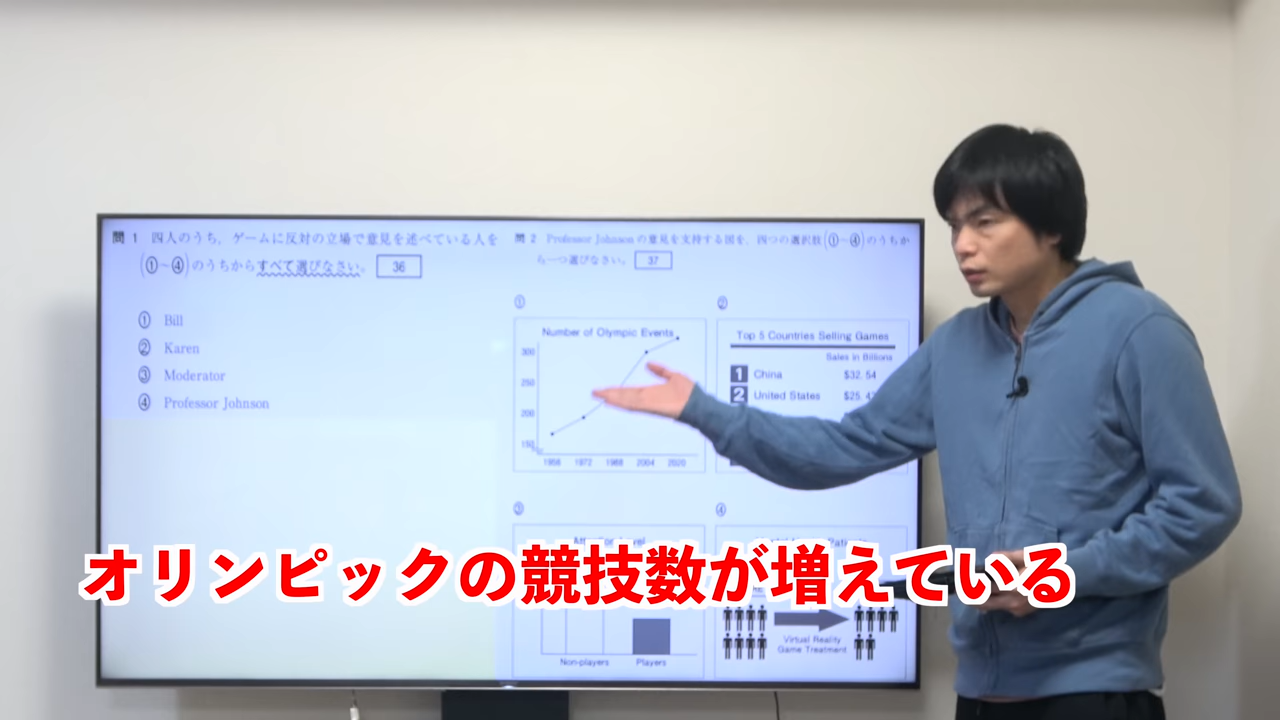 問 1 四人のうち，ゲームに反対の立場で意見を述べている人を
(①~④)のうちからすべて選びなさい。 36
① Bill
② Karen
③ Moderator
④ Professor Johnson
問 2 Professor Johnson の意見を支持する図を，四つの選択肢(①~④)のうちか
ら一つ選びなさい。 37
①
Number of Olympic Events
300
250
200
150
1956 1972 1988 2004 2020
②
Top 5 Countries Selling Games
Sales in Billions
1 China $32.54
2 United States
③
Non-players Players
④
Virtual Reality
Game Treatment
オリンピックの競技数が増えている